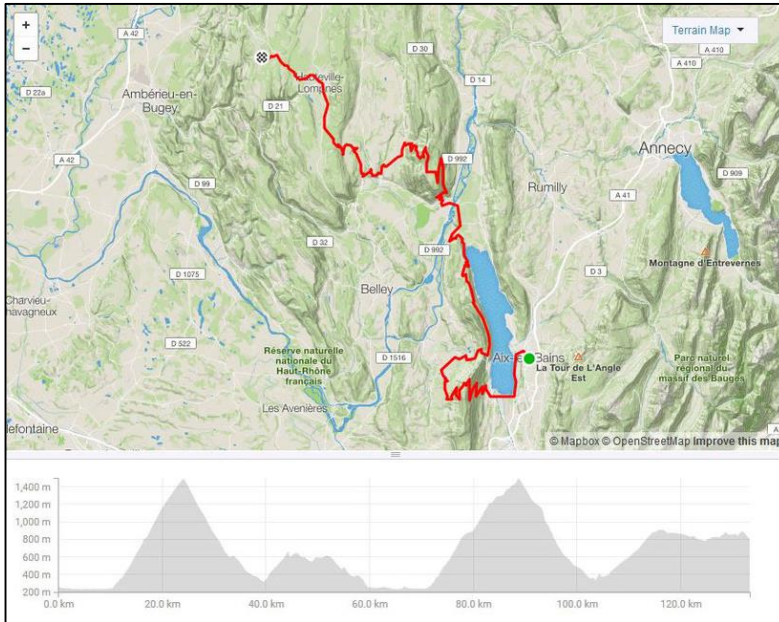 +
−
Terrain Map
A 42
D 30
D 14
A 410
A 410
D 22a
Ambérieu-en-
Bugey
Hauteville-
Lompnes
D 21
Annecy
A 42
D 992
D 909
D 99
Rumilly
A 41
D 32
D 992
D 1075
D 3
Montagne d'Entrevernes
Belley
Charvieu-
havagneux
D 522
D 1516
Aix-les-Bains
La Tour de L'Angle
Est
Réserve naturelle
nationale du
Haut-Rhône
français
Parc naturel
régional du
massif des Bauges
Les Avenières
lefontaine
A
© Mapbox © OpenStreetMap Improve this map
1,400 m
1,200 m
1,000 m
800 m
600 m
400 m
200 m
0.0 km 20.0 km 40.0 km 60.0 km 80.0 km 100.0 km 120.0 km